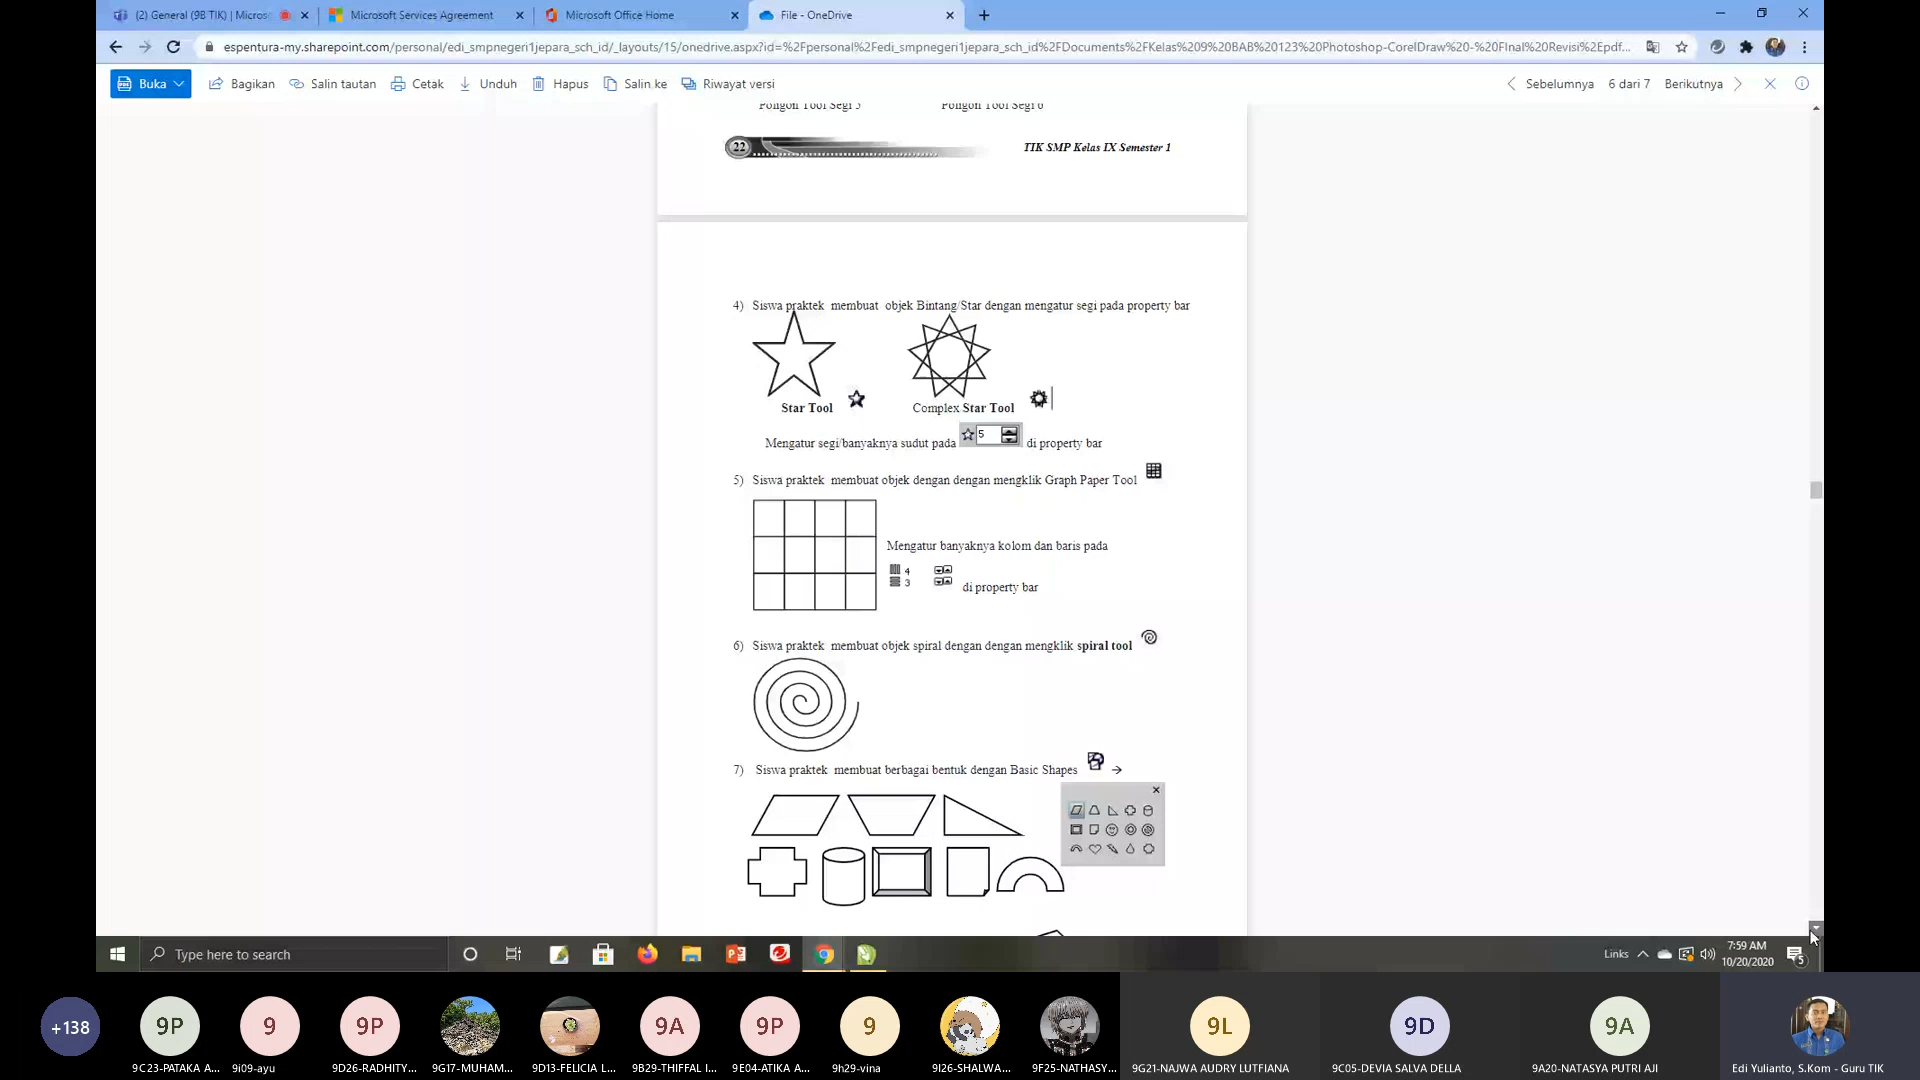 (2) General (9B TIK) | Micros
Microsoft Services Agreement
Microsoft Office Home
File - OneDrive
espentura-my.sharepoint.com/personal/edi_smpnegeri1jepara_sch_id/_layouts/15/onedrive.aspx?id=%2Fpersonal%2Fedi_smpnegeri1jepara_sch_id%2FDocuments%2FKelas%209%20BAB%20123%20Photoshop-CorelDraw%20-%20FInal%20Revisi%2Epdf...
Buka
Bagikan
Salin tautan
Cetak
Unduh
Hapus
Salin ke
Riwayat versi
Sebelumnya
6 dari 7
Berikutnya
Poligon Tool Segi 5
Poligon Tool Segi 6
22
TIK SMP Kelas IX Semester 1
4) Siswa praktek membuat objek Bintang/Star dengan mengatur segi pada property bar
Star Tool
Complex Star Tool
Mengatur segi/banyaknya sudut pada 5 di property bar
5) Siswa praktek membuat objek dengan dengan mengklik Graph Paper Tool
Mengatur banyaknya kolom dan baris pada
4
3
di property bar
6) Siswa praktek membuat objek spiral dengan dengan mengklik spiral tool
7) Siswa praktek membuat berbagai bentuk dengan Basic Shapes →
Type here to search
Links
7:59 AM
10/20/2020
5
+138
9P
9
9P
9A
9P
9
9L
9D
9A
9C23-PATAKA A...
9i09-ayu
9D26-RADHITY...
9G17-MUHAM...
9D13-FELICIA L...
9B29-THIFFAL I...
9E04-ATIKA A...
9h29-vina
9I26-SHALWA...
9F25-NATHASY...
9G21-NAJWA AUDRY LUTFIANA
9C05-DEVIA SALVA DELLA
9A20-NATASYA PUTRI AJI
Edi Yulianto, S.Kom - Guru TIK